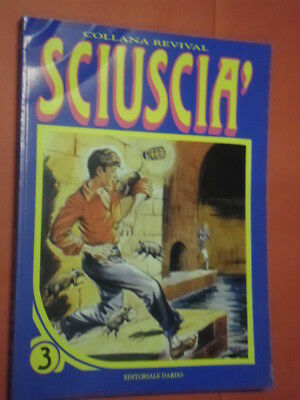 COLLANA REVIVAL
SCIUSCIA'
3
EDITORIALE DARDO